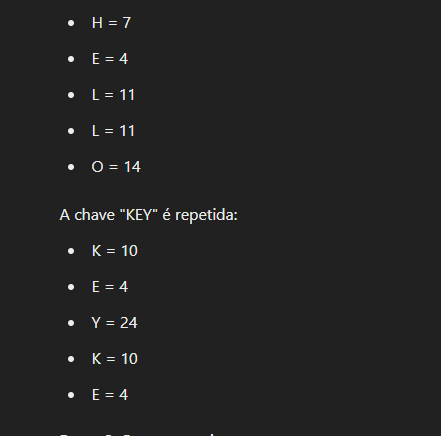 • H = 7
• E = 4
• L = 11
• L = 11
• O = 14
A chave "KEY" é repetida:
• K = 10
• E = 4
• Y = 24
• K = 10
• E = 4